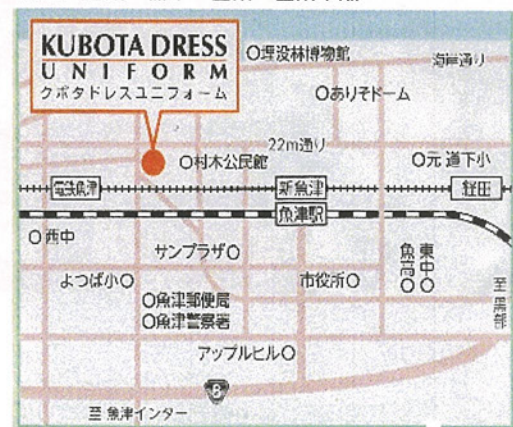 KUBOTA DRESS
UNIFORM
クボタドレスユニフォーム
埋没林博物館
海岸通り
ありそドーム
22m通り
村木公民館
元 道下小
電鉄魚津
新魚津
経田
魚津駅
西中
サンプラザ
よつば小
市役所
魚高
東中
魚津郵便局
魚津警察署
至 黒部
アップルヒル
8
至 魚津インター